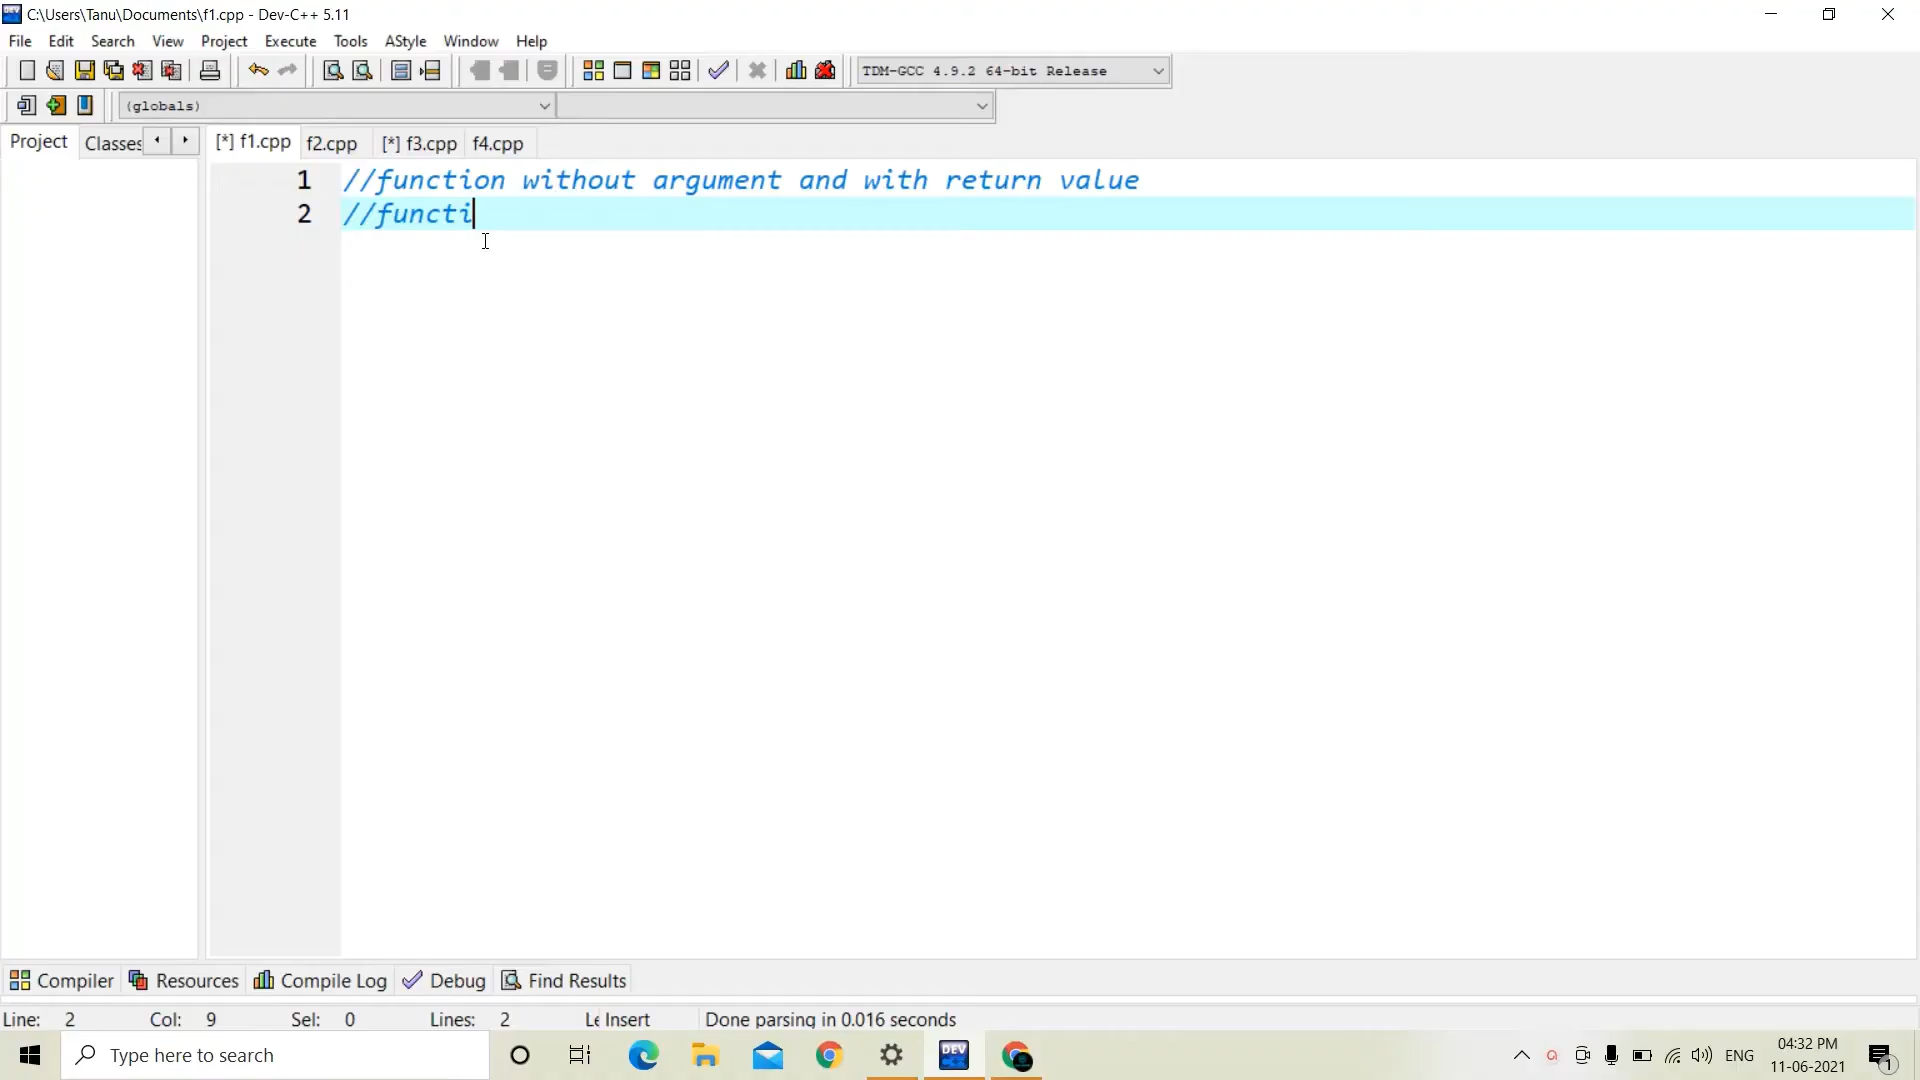 C:\Users\Tanu\Documents\f1.cpp - Dev-C++ 5.11
File Edit Search View Project Execute Tools AStyle Window Help
TDM-GCC 4.9.2 64-bit Release
(globals)
Project Classes [*] f1.cpp f2.cpp [*] f3.cpp f4.cpp
1 //function without argument and with return value
2 //functi
Compiler Resources Compile Log Debug Find Results
Line: 2 Col: 9 Sel: 0 Lines: 2 Insert Done parsing in 0.016 seconds
Type here to search DEV ENG 04:32 PM
11-06-2021 1